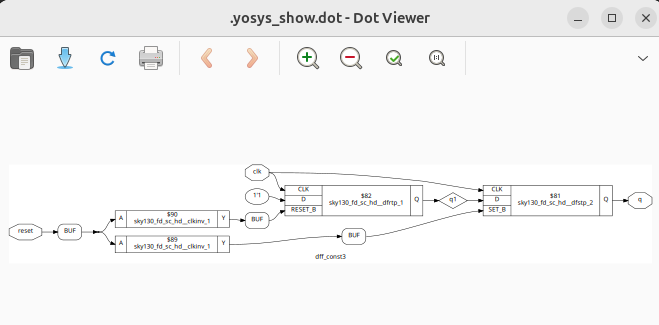 .yosys_show.dot - Dot Viewer
clk
1'1
CLK
D
RESET_B
$82
sky130_fd_sc_hd__dfrtp_1
Q
q1
CLK
D
SET_B
$81
sky130_fd_sc_hd__dfstp_2
Q
q
reset
BUF
A
$90
sky130_fd_sc_hd__clkinv_1
Y
BUF
A
$89
sky130_fd_sc_hd__clkinv_1
Y
BUF
dff_const3